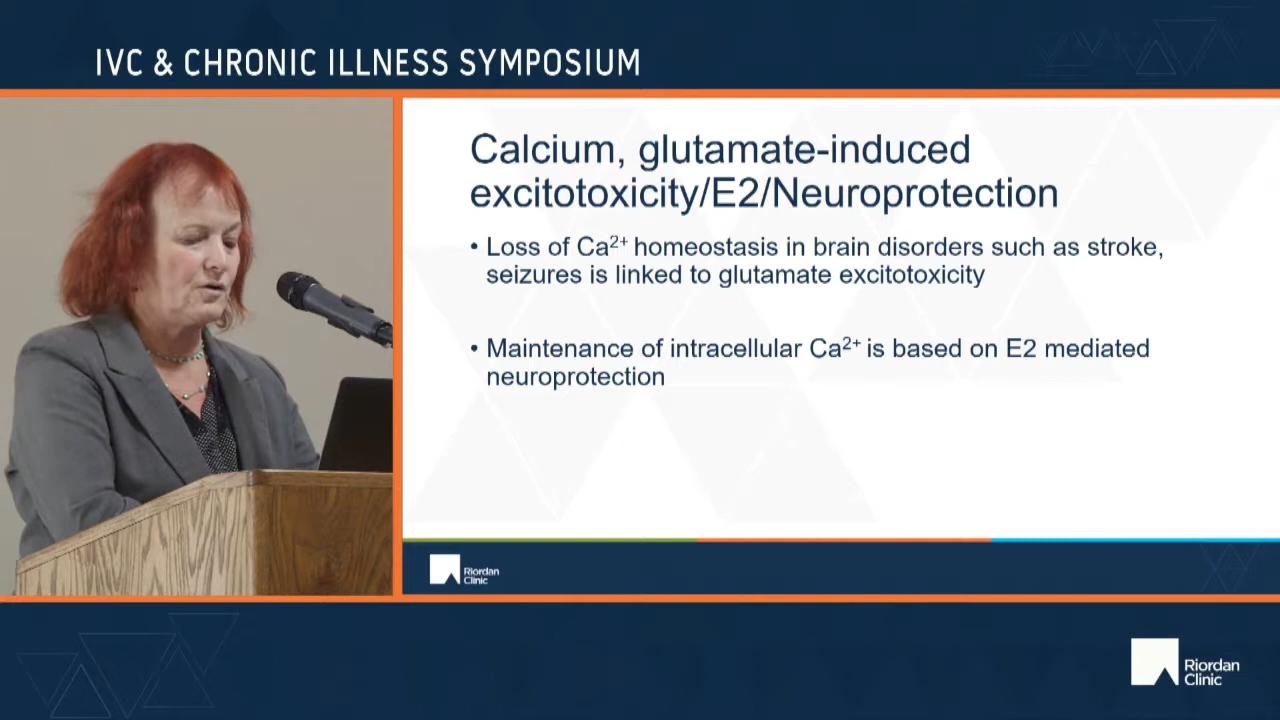 IVC & CHRONIC ILLNESS SYMPOSIUM
Calcium, glutamate-induced
excitotoxicity/E2/Neuroprotection
• Loss of Ca²⁺ homeostasis in brain disorders such as stroke,
seizures is linked to glutamate excitotoxicity
• Maintenance of intracellular Ca²⁺ is based on E2 mediated
neuroprotection
Riordan
Clinic
Riordan
Clinic